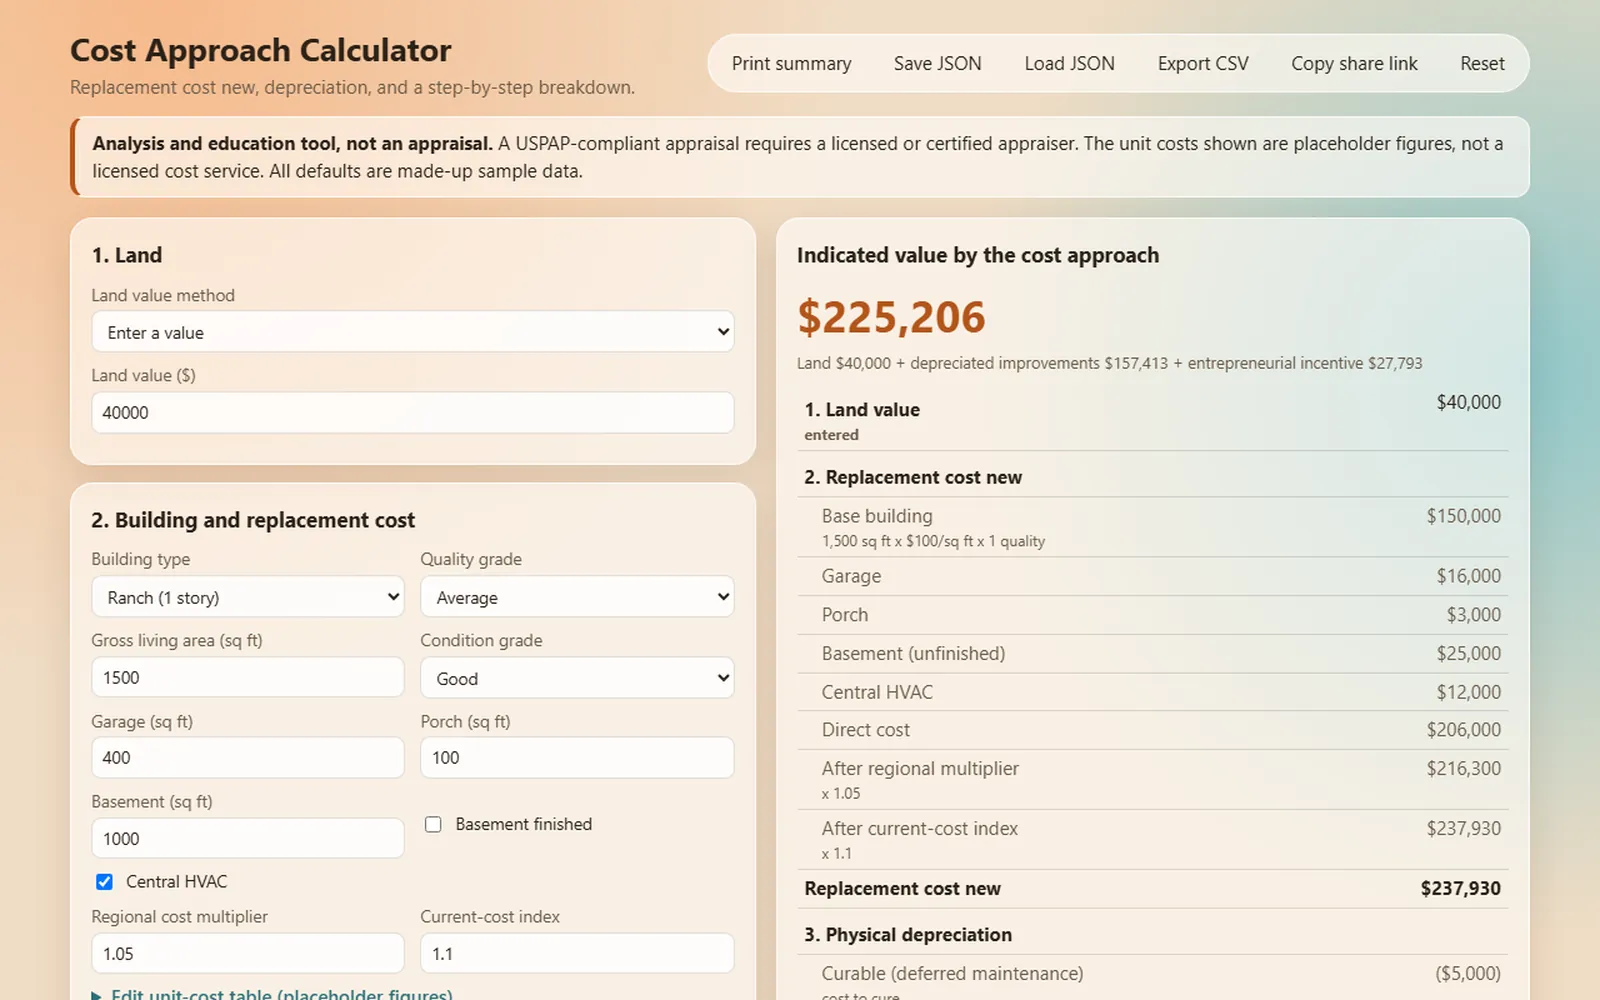 Cost Approach Calculator
Replacement cost new, depreciation, and a step-by-step breakdown.
Print summary
Save JSON
Load JSON
Export CSV
Copy share link
Reset
Analysis and education tool, not an appraisal. A USPAP-compliant appraisal requires a licensed or certified appraiser. The unit costs shown are placeholder figures, not a
licensed cost service. All defaults are made-up sample data.
1. Land
Land value method
Enter a value
Land value ($)
40000
2. Building and replacement cost
Building type
Quality grade
Ranch (1 story)
Average
Gross living area (sq ft)
Condition grade
1500
Good
Garage (sq ft)
Porch (sq ft)
400
100
Basement (sq ft)
1000
Basement finished
Central HVAC
Regional cost multiplier
Current-cost index
1.05
1.1
Edit unit-cost table (placeholder figures)
Indicated value by the cost approach
$225,206
Land $40,000 + depreciated improvements $157,413 + entrepreneurial incentive $27,793
1. Land value $40,000
entered
2. Replacement cost new
Base building $150,000
1,500 sq ft x $100/sq ft x 1 quality
Garage $16,000
Porch $3,000
Basement (unfinished) $25,000
Central HVAC $12,000
Direct cost $206,000
After regional multiplier $216,300
x 1.05
After current-cost index $237,930
x 1.1
Replacement cost new $237,930
3. Physical depreciation
Curable (deferred maintenance) ($5,000)
cost to cure